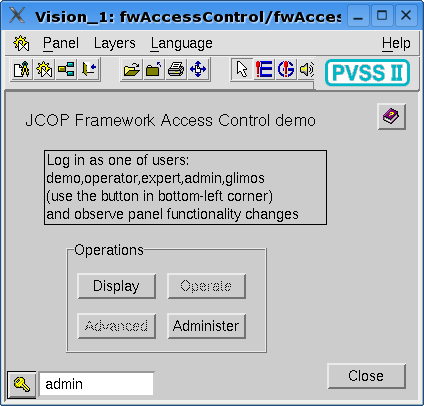 Vision_1: fwAccessControl/fwAcces
Panel Layers Language Help
PVSS II
JCOP Framework Access Control demo
Log in as one of users:
demo,operator,expert,admin,glimos
(use the button in bottom-left corner)
and observe panel functionality changes
Operations
Display Operate
Advanced Administer
Close
admin